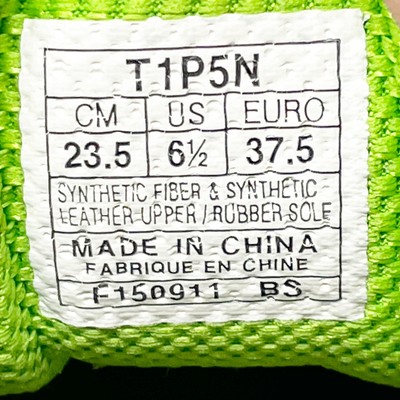 T1P5N
CM US EURO
23.5 6½ 37.5
SYNTHETIC FIBER & SYNTHETIC
LEATHER UPPER / RUBBER SOLE
MADE IN CHINA
FABRIQUE EN CHINE
F150911 BS